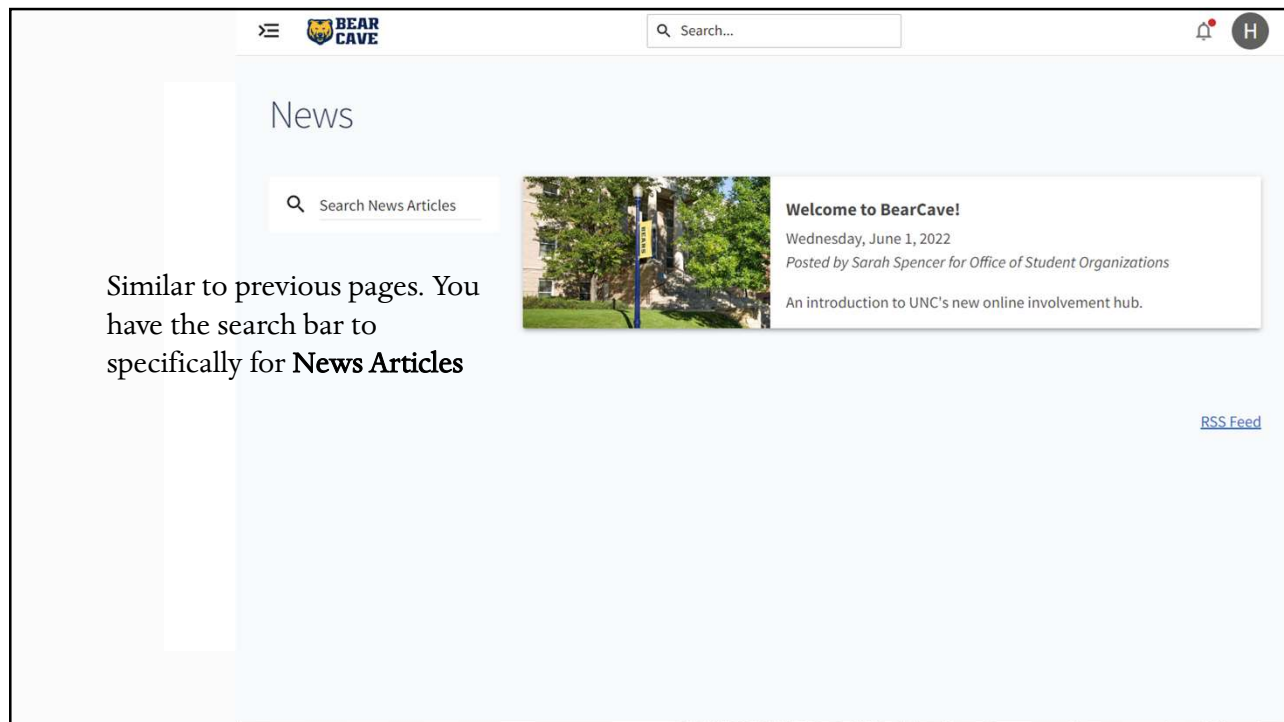 BEAR
CAVE
Search...
H
News
Search News Articles
BEARS
Welcome to BearCave!
Wednesday, June 1, 2022
Posted by Sarah Spencer for Office of Student Organizations
An introduction to UNC's new online involvement hub.
Similar to previous pages. You
have the search bar to
specifically for News Articles
RSS Feed